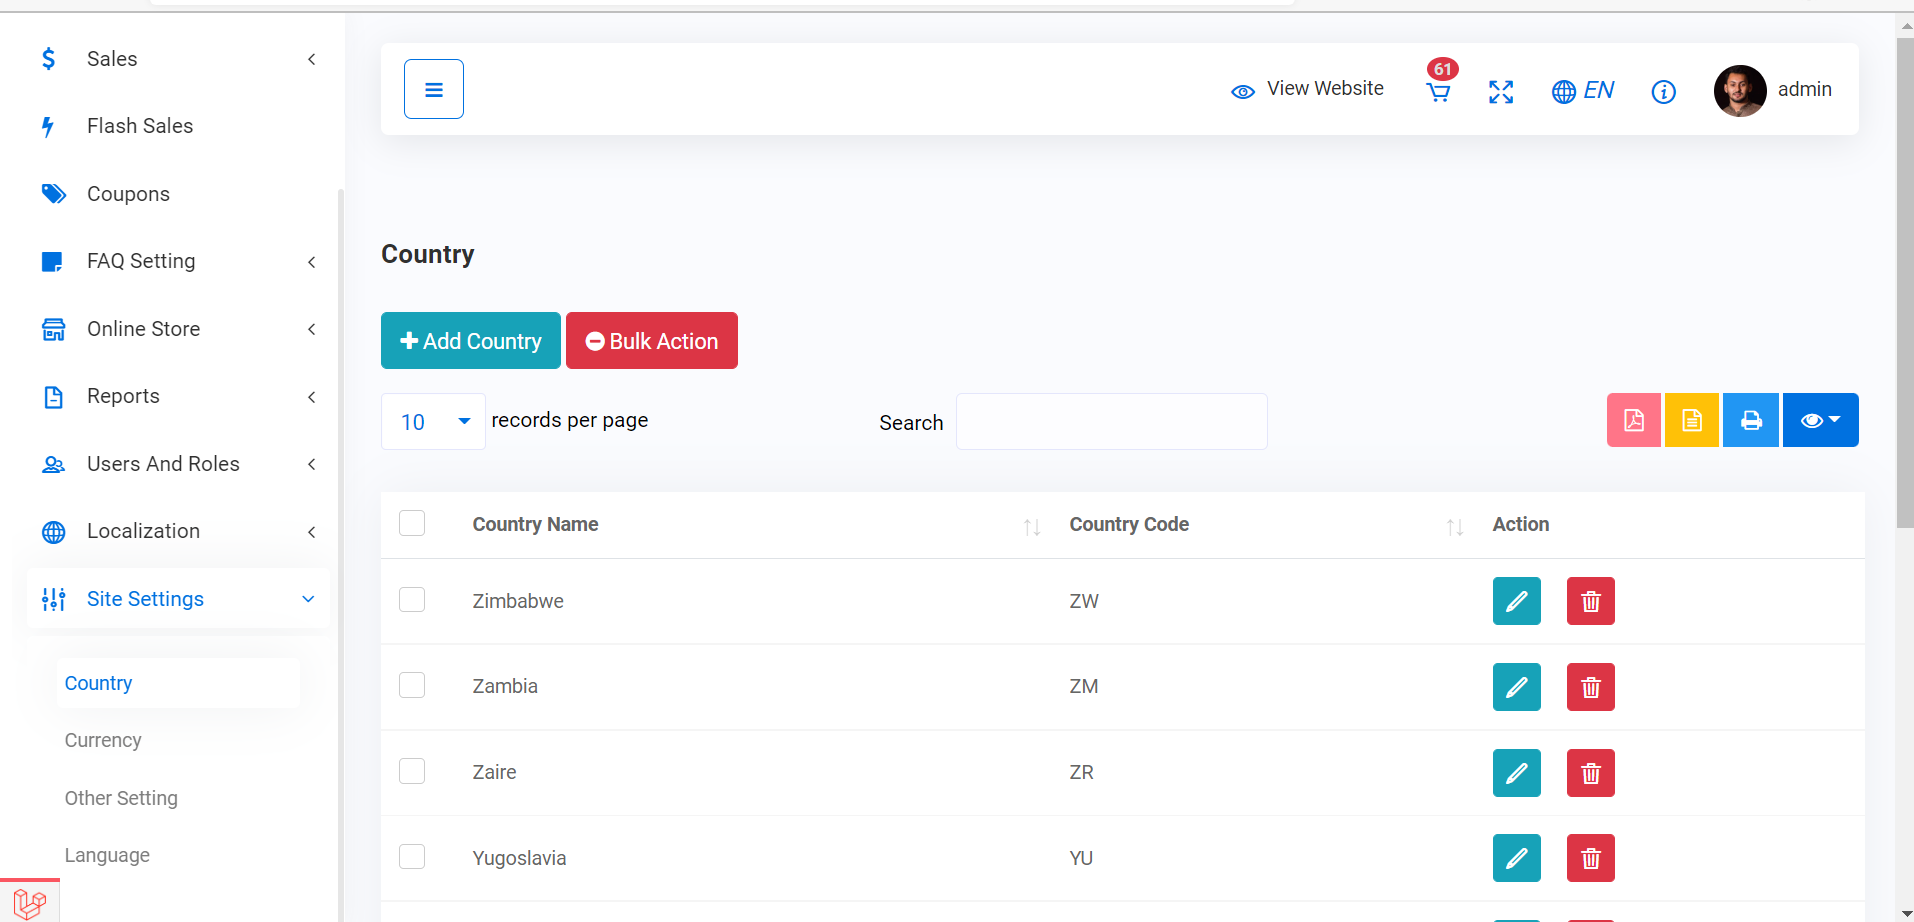 Sales
Flash Sales
Coupons
FAQ Setting
Online Store
Reports
Users And Roles
Localization
Site Settings
Country
Currency
Other Setting
Language
View Website
61
EN
admin
Country
Add Country
Bulk Action
10 records per page
Search
Country Name Country Code Action
Zimbabwe ZW
Zambia ZM
Zaire ZR
Yugoslavia YU